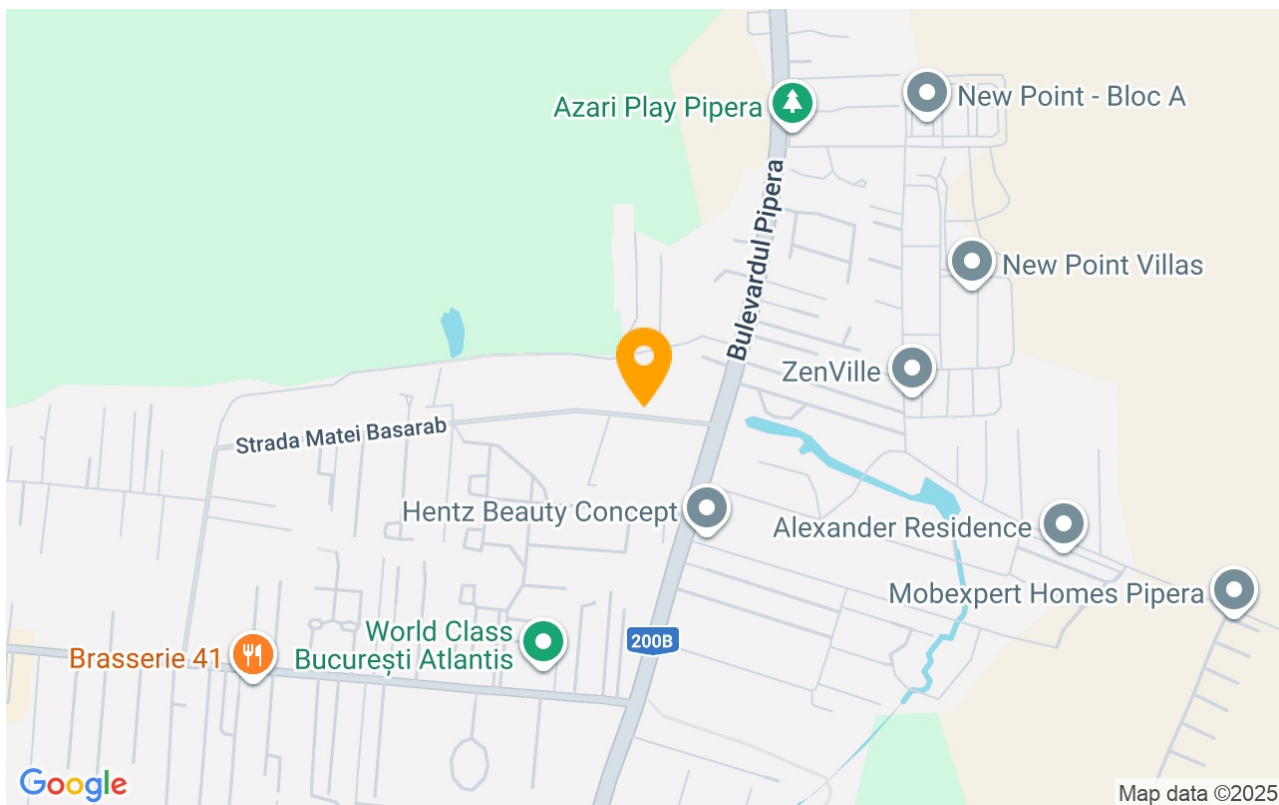 Azari Play Pipera
New Point - Bloc A
Bulevardul Pipera
New Point Villas
ZenVille
Strada Matei Basarab
Hentz Beauty Concept
Alexander Residence
Mobexpert Homes Pipera
World Class
București Atlantis
200B
Brasserie 41
Google
Map data ©2025